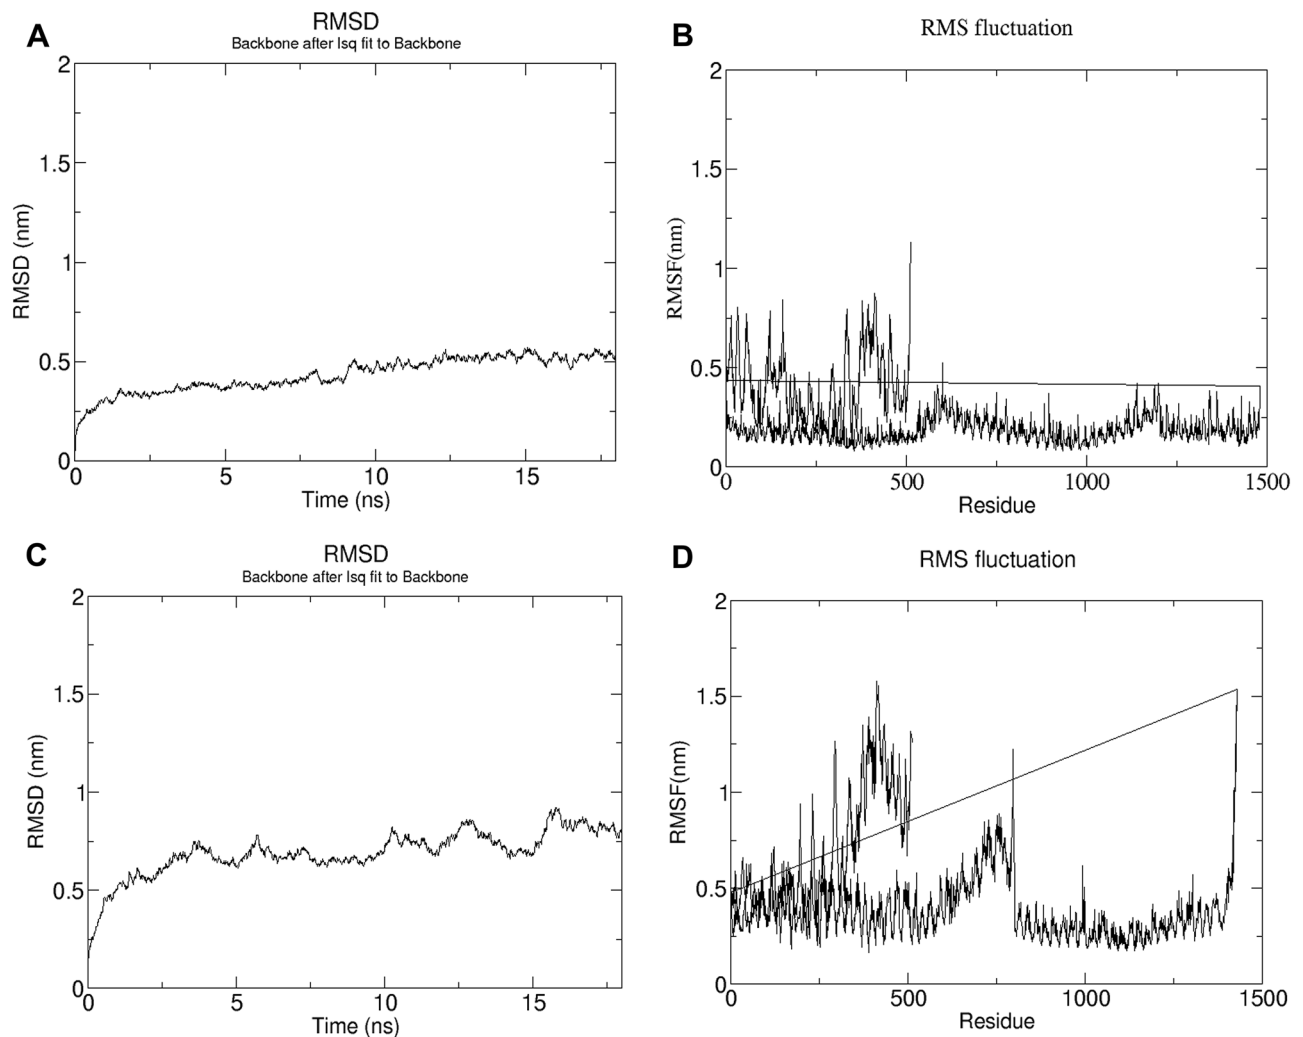 A
RMSD
Backbone after lsq fit to Backbone
2
1.5
1
0.5
0
RMSD (nm)
0 5 10 15
Time (ns)
B
RMS fluctuation
2
1.5
1
0.5
0
RMSF(nm)
0 500 1000 1500
Residue
C
RMSD
Backbone after lsq fit to Backbone
2
1.5
1
0.5
0
RMSD (nm)
0 5 10 15
Time (ns)
D
RMS fluctuation
2
1.5
1
0.5
0
RMSF(nm)
0 500 1000 1500
Residue